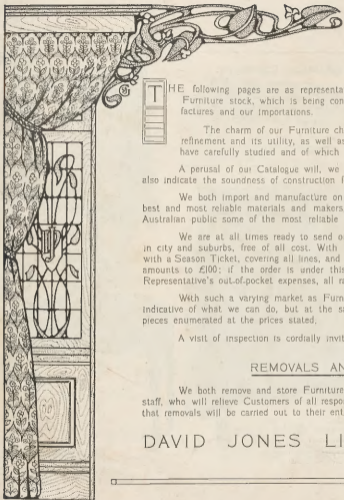 THE following pages are as representa
Furniture stock, which is being con
factures and our importations.
The charm of our Furniture ch
refinement and its utility, as well as
have carefully studied and of which
A perusal of our Catalogue will, we
also indicate the soundness of construction f
We both import and manufacture on
best and most reliable materials and makers,
Australian public some of the most reliable
We are at all times ready to send o
in city and suburbs, free of all cost. With
with a Season Ticket, covering all lines, and
amounts to £100; if the order is under this
Representative's out-of-pocket expenses, all ra
With such a varying market as Furn
indicative of what we can do, but at the sa
pieces enumerated at the prices stated.
A visit of inspection is cordially invit
REMOVALS AN
We both remove and store Furniture
staff, who will relieve Customers of all respo
that removals will be carried out to their ent
DAVID JONES LI